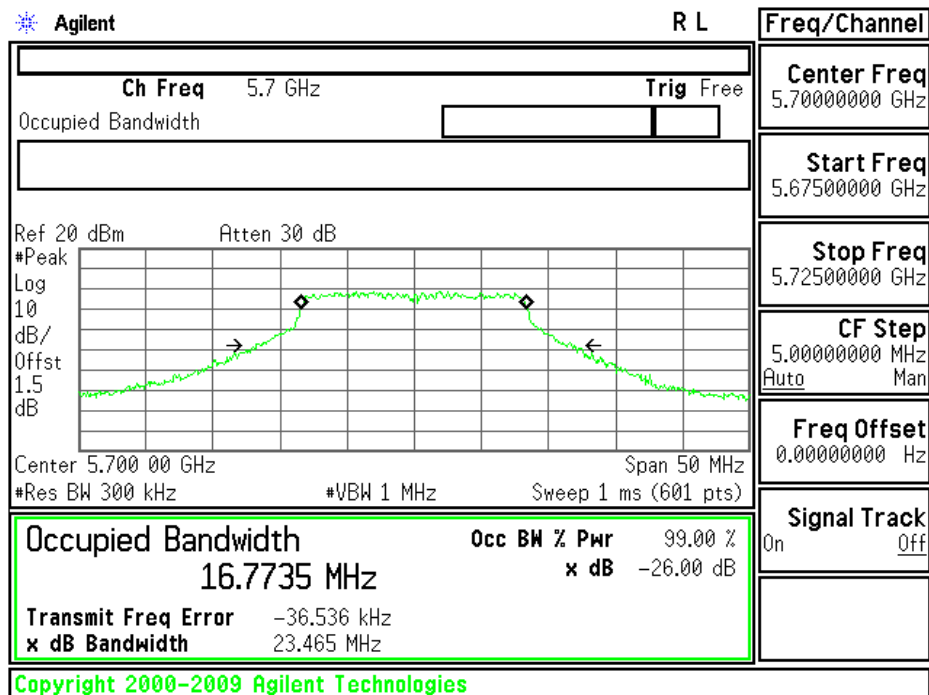 Agilent R L
Freq/Channel
Ch Freq 5.7 GHz Trig Free
Occupied Bandwidth
Center Freq
5.70000000 GHz
Start Freq
5.67500000 GHz
Stop Freq
5.72500000 GHz
CF Step
5.00000000 MHz
Auto Man
Freq Offset
0.00000000 Hz
Signal Track
On Off
Ref 20 dBm Atten 30 dB
#Peak
Log
10
dB/
Offst
1.5
dB
Center 5.700 00 GHz Span 50 MHz
#Res BW 300 kHz #VBW 1 MHz Sweep 1 ms (601 pts)
Occupied Bandwidth
16.7735 MHz
Occ BW % Pwr 99.00 %
x dB -26.00 dB
Transmit Freq Error -36.536 kHz
x dB Bandwidth 23.465 MHz
Copyright 2000-2009 Agilent Technologies